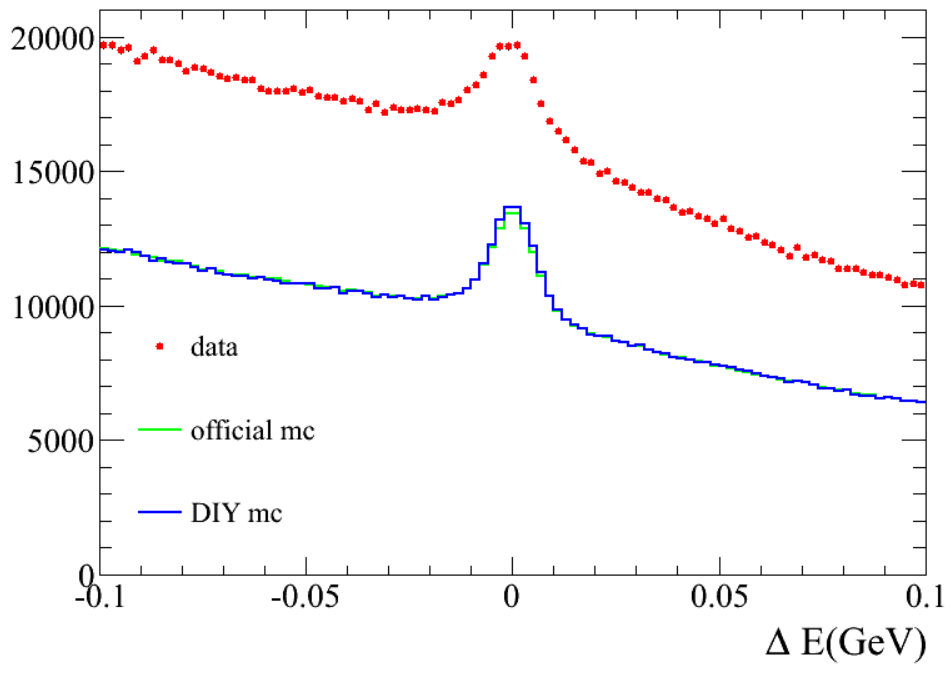 20000
15000
10000
5000
0
data
official mc
DIY mc
-0.1
-0.05
0
0.05
0.1
Δ E(GeV)